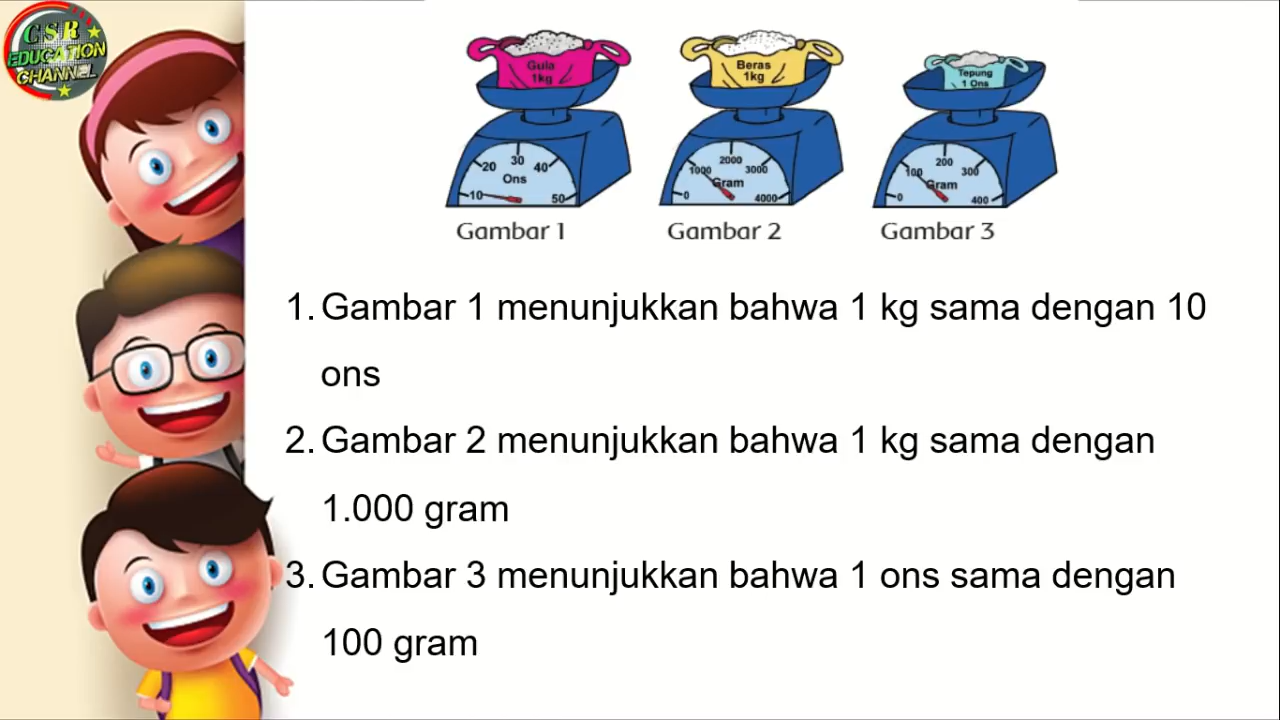 CSR
EDUCATION
CHANNEL
Gula
1kg
20 30 40
Ons
10 50
Gambar 1
Beras
1kg
1000 2000 3000
Gram
0 4000
Gambar 2
Tepung
1 Ons
100 200 300
Gram
0 400
Gambar 3
1. Gambar 1 menunjukkan bahwa 1 kg sama dengan 10
ons
2. Gambar 2 menunjukkan bahwa 1 kg sama dengan
1.000 gram
3. Gambar 3 menunjukkan bahwa 1 ons sama dengan
100 gram